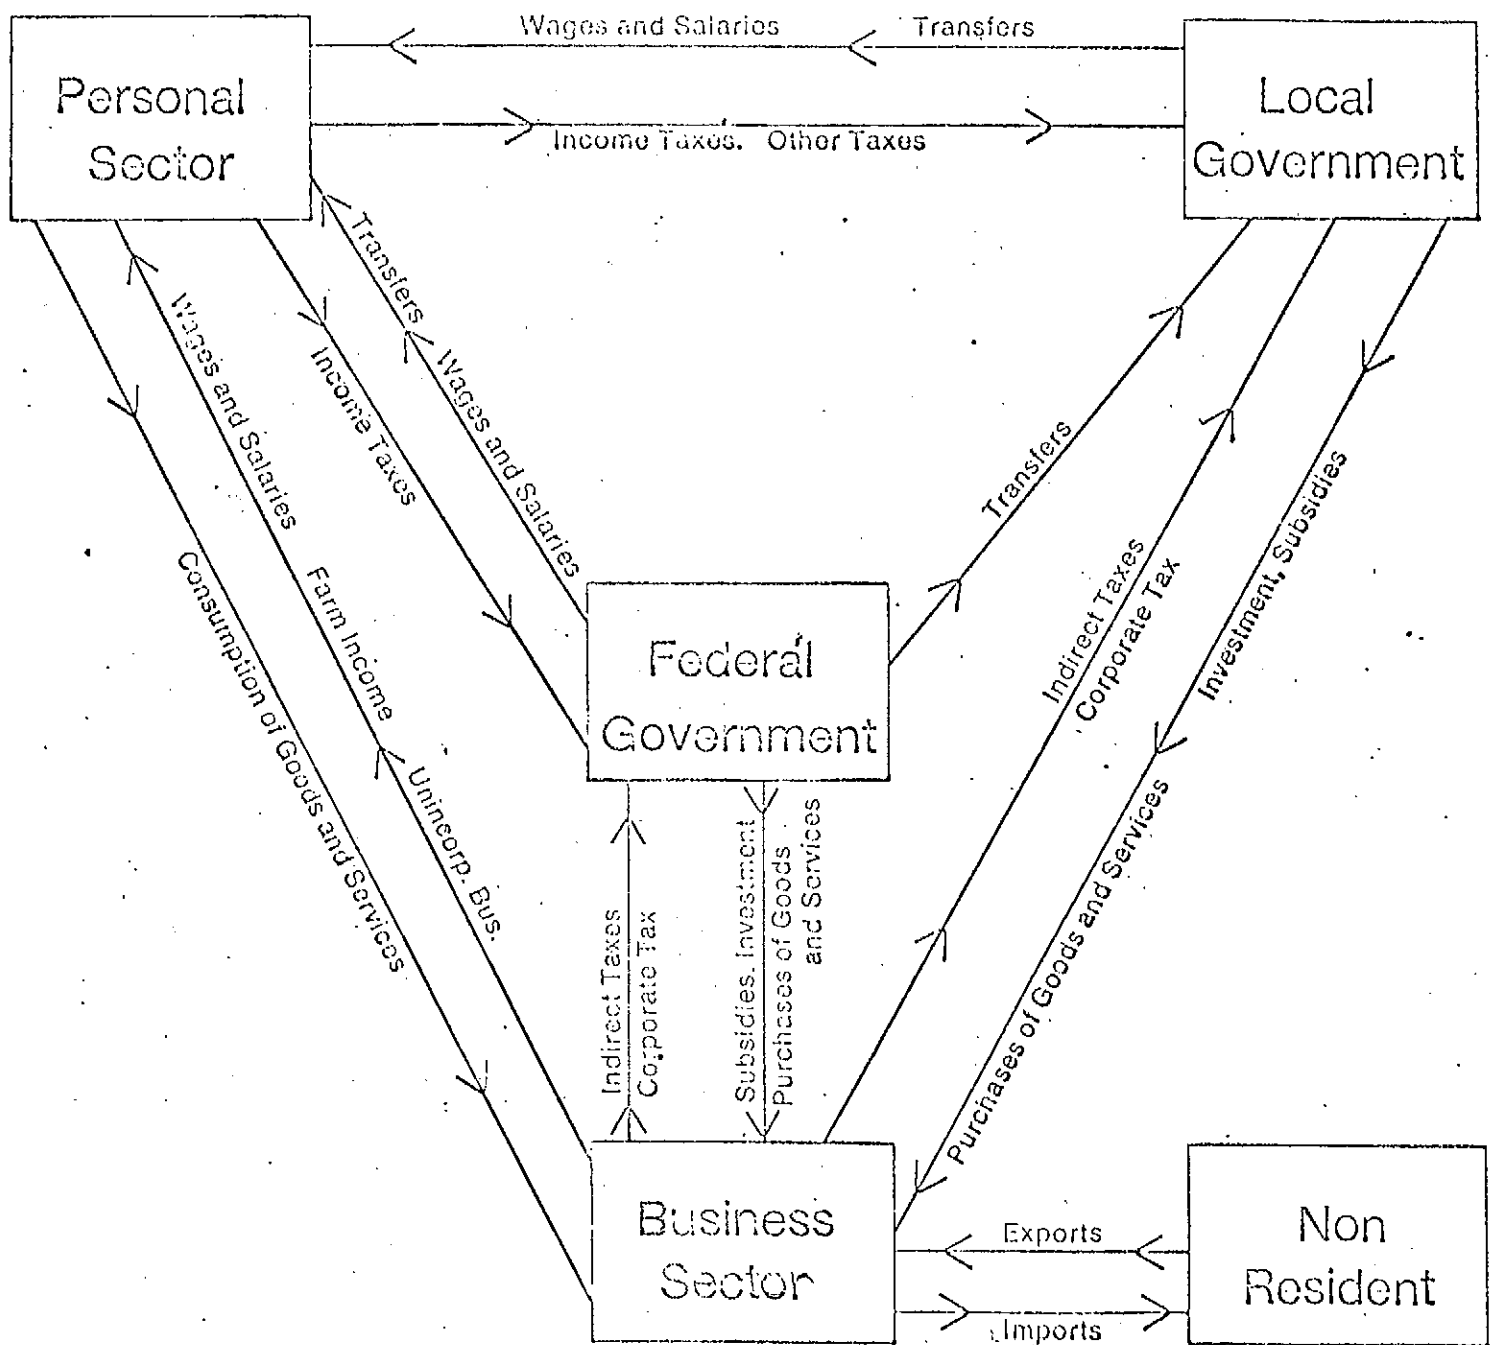 Wages and Salaries
Transfers
Personal
Sector
Local
Government
Income Taxes. Other Taxes
Transfers
Wages and Salaries
Wages and Salaries
Farm Income
Unincorp. Bus.
Income Taxes
Consumption of Goods and Services
Transfers
Indirect Taxes
Corporate Tax
Investment, Subsidies
Purchases of Goods and Services
Federal
Government
Indirect Taxes
Corporate Tax
Subsidies. Investment
Purchases of Goods
and Services
Business
Sector
Exports
Imports
Non
Resident